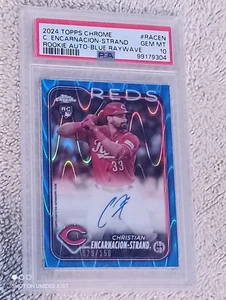 2024 TOPPS CHROME #RACEN
C. ENCARNACION-STRAND GEM MT
ROOKIE AUTO-BLUE RAYWAVE 10
PSA 99179304
REDS
RC
33
CHRISTIAN
ENCARNACION-STRAND
079/150